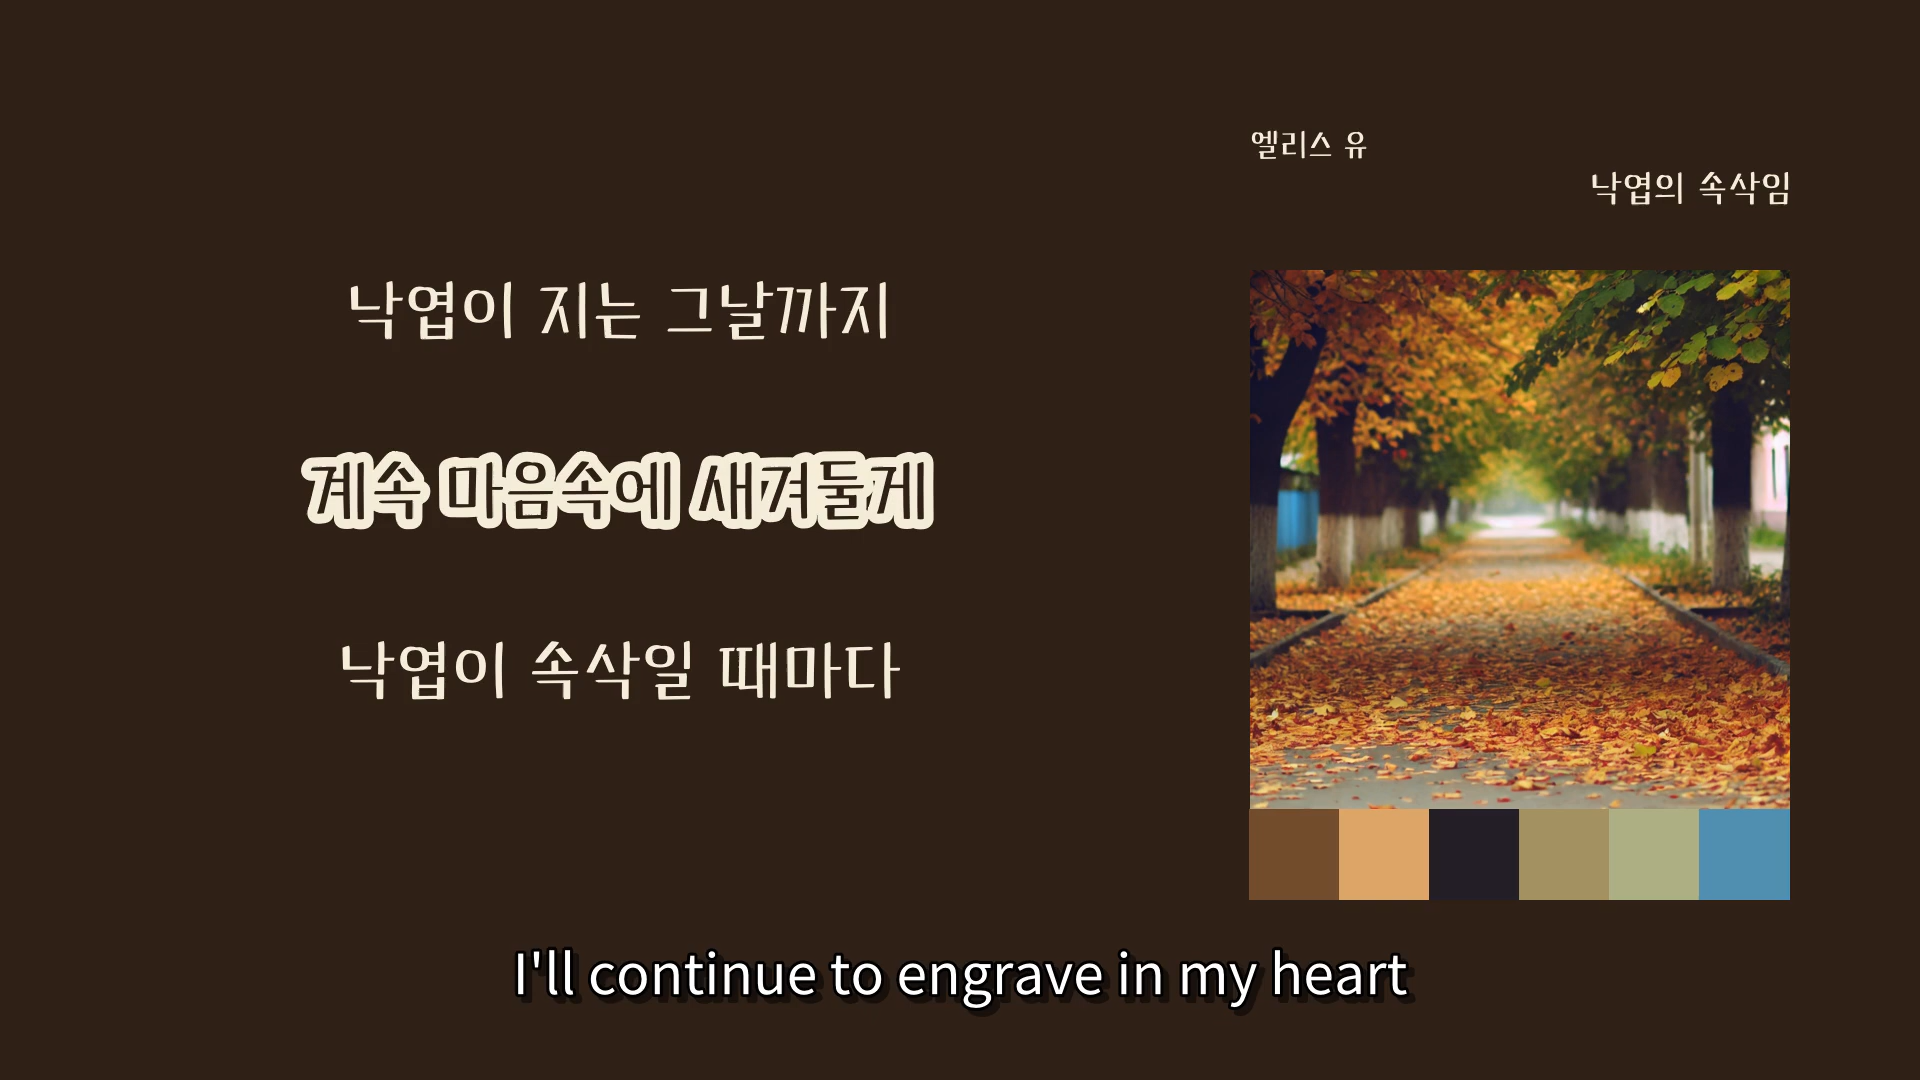 엘리스 유
낙엽의 속삭임
낙엽이 지는 그날까지
계속 마음속에 새겨둘게
낙엽이 속삭일 때마다
I'll continue to engrave in my heart